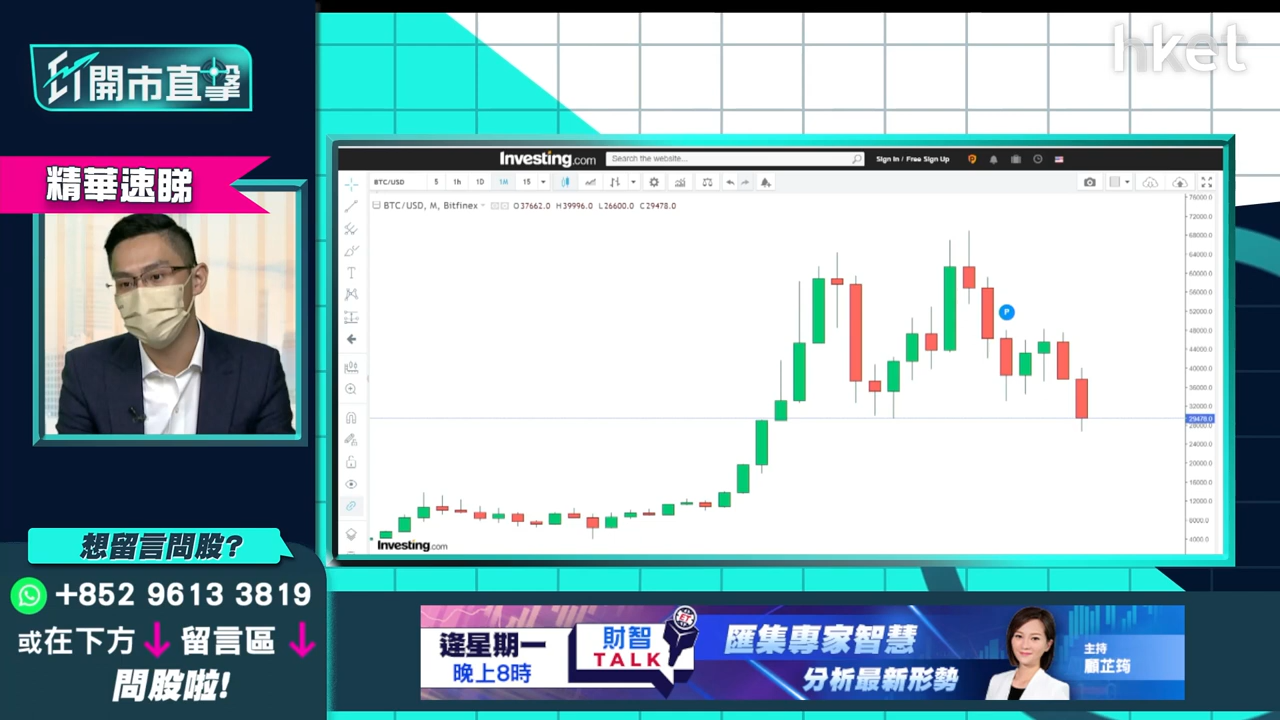 hket
ET開市直擊
精華速睇
Investing.com
Search the website...
Sign In / Free Sign Up
BTC/USD
5
1h
1D
1M
15
BTC/USD, M, Bitfinex
O37662.0 H39996.0 L26600.0 C29478.0
76000.0
72000.0
68000.0
64000.0
60000.0
56000.0
52000.0
48000.0
44000.0
40000.0
36000.0
32000.0
29478.0
28000.0
24000.0
20000.0
16000.0
12000.0
8000.0
4000.0
P
Investing.com
想留言問股?
+852 9613 3819
或在下方↓留言區↓
問股啦!
逢星期一
晚上8時
財智
TALK
匯集專家智慧
分析最新形勢
主持
顧芷筠